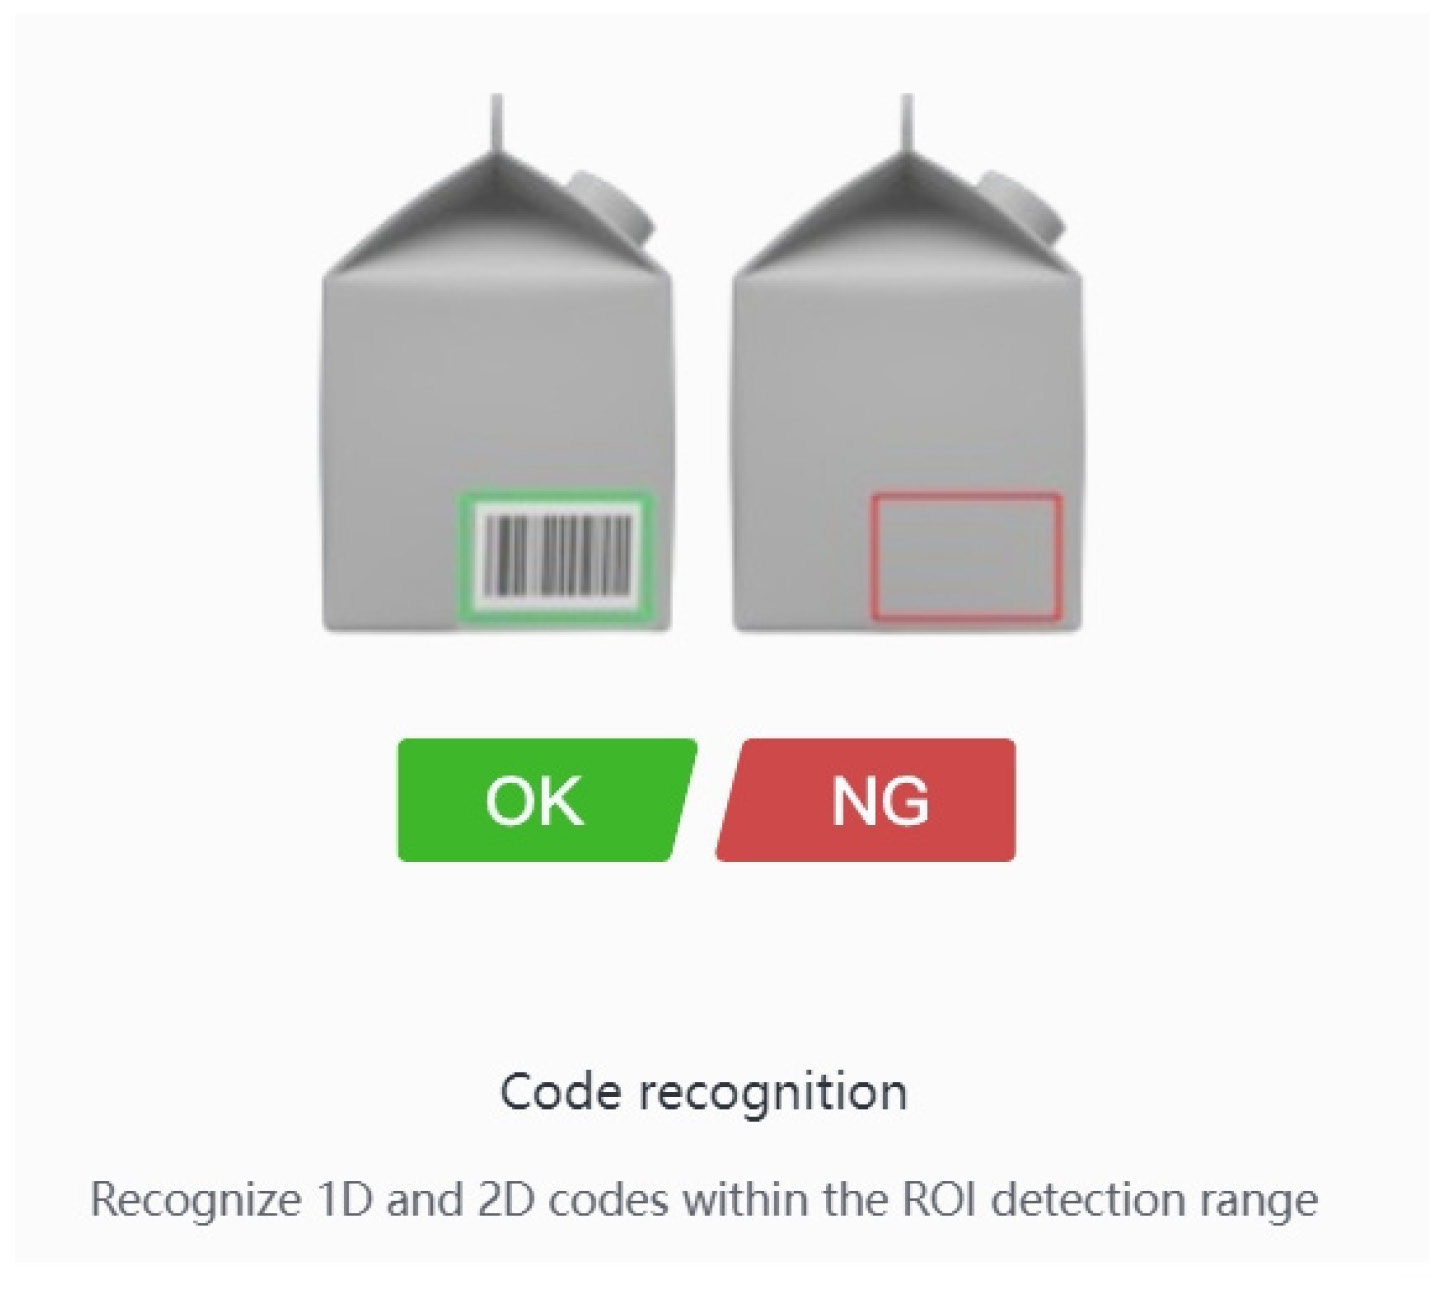 OK
NG
Code recognition
Recognize 1D and 2D codes within the ROI detection range